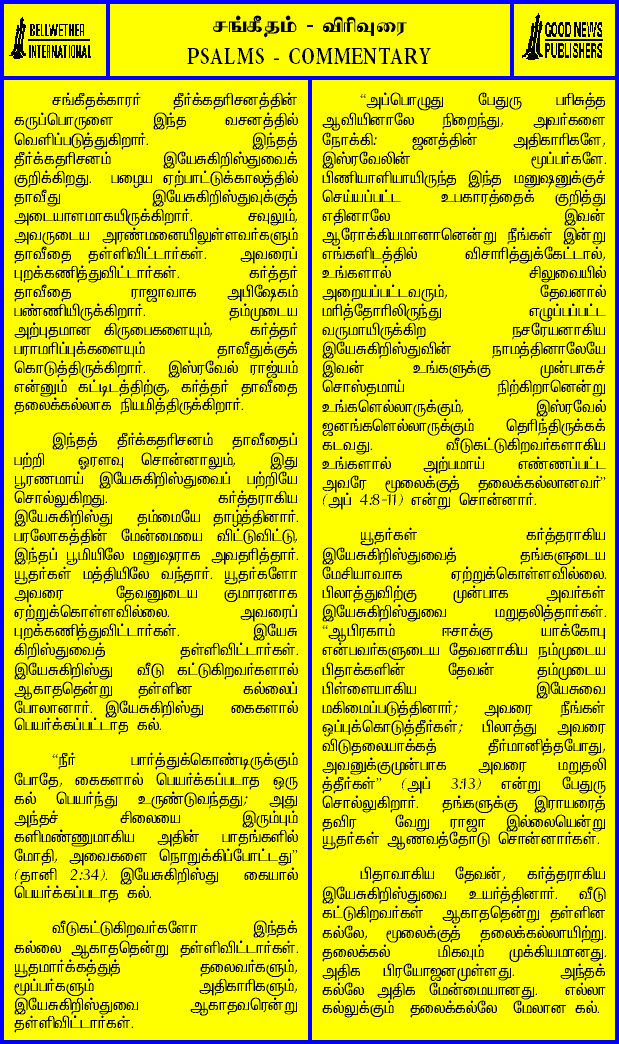 BELLWETHER
INTERNATIONAL
சங்கீதம் - விரிவுரை
PSALMS - COMMENTARY
GOOD NEWS
PUBLISHERS
சங்கீதக்காரர் தீர்க்கதரிசனத்தின்
கருப்பொருளை இந்த வசனத்தில்
வெளிப்படுத்துகிறார். இந்தத்
தீர்க்கதரிசனம் இயேசுகிறிஸ்துவைக்
குறிக்கிறது. பழைய ஏற்பாட்டுக்காலத்தில்
தாவீது இயேசுகிறிஸ்துவுக்குத்
அடையாளமாகயிருக்கிறார். சவுலும்,
அவருடைய அரண்மனையிலுள்ளவர்களும்
தாவீதை தள்ளிவிட்டார்கள். அவரைப்
புறக்கணித்துவிட்டார்கள். கர்த்தர்
தாவீதை ராஜாவாக அபிஷேகம்
பண்ணியிருக்கிறார். தம்முடைய
அற்புதமான கிருபைகளையும், கர்த்தர்
பராமரிப்புக்களையும் தாவீதுக்குக்
கொடுத்திருக்கிறார். இஸ்ரவேல் ராஜ்யம்
என்னும் கட்டிடத்திற்கு, கர்த்தர் தாவீதை
தலைக்கல்லாக நியமித்திருக்கிறார்.
இந்தத் தீர்க்கதரிசனம் தாவீதைப்
பற்றி ஓரளவு சொன்னாலும், இது
பூரணமாய் இயேசுகிறிஸ்துவைப் பற்றியே
சொல்லுகிறது. கர்த்தராகிய
இயேசுகிறிஸ்து தம்மையே தாழ்த்தினார்.
பரலோகத்தின் மேன்மையை விட்டுவிட்டு,
இந்தப் பூமியிலே மனுஷராக அவதரித்தார்.
யூதர்கள் மத்தியிலே வந்தார். யூதர்களோ
அவரை தேவனுடைய குமாரனாக
ஏற்றுக்கொள்ளவில்லை. அவரைப்
புறக்கணித்துவிட்டார்கள். இயேசு
கிறிஸ்துவைத் தள்ளிவிட்டார்கள்.
இயேசுகிறிஸ்து வீடு கட்டுகிறவர்களால்
ஆகாததென்று தள்ளின கல்லைப்
போலானார். இயேசுகிறிஸ்து கைகளால்
பெயர்க்கப்பட்டாத கல்.
“நீர் பார்த்துக்கொண்டிருக்கும்
போதே, கைகளால் பெயர்க்கப்படாத ஒரு
கல் பெயர்ந்து உருண்டுவந்தது; அது
அந்தச் சிலையை இரும்பும்
களிமண்ணுமாகிய அதின் பாதங்களில்
மோதி, அவைகளை நொறுக்கிப்போட்டது”
(தானி 2:34). இயேசுகிறிஸ்து கையால்
பெயர்க்கப்படாத கல்.
வீடுகட்டுகிறவர்களோ இந்தக்
கல்லை ஆகாததென்று தள்ளிவிட்டார்கள்.
யூதமார்க்கத்துத் தலைவர்களும்,
மூப்பர்களும் அதிகாரிகளும்,
இயேசுகிறிஸ்துவை ஆகாதவரென்று
தள்ளிவிட்டார்கள்.
“அப்பொழுது பேதுரு பரிசுத்த
ஆவியினாலே நிறைந்து, அவர்களை
நோக்கி: ஜனத்தின் அதிகாரிகளே,
இஸ்ரவேலின் மூப்பர்களே.
பிணியாளியாயிருந்த இந்த மனுஷனுக்குச்
செய்யப்பட்ட உபகாரத்தைக் குறித்து
எதினாலே இவன்
ஆரோக்கியமானானென்று நீங்கள் இன்று
எங்களிடத்தில் விசாரித்துக்கேட்டால்,
உங்களால் சிலுவையில்
அறையப்பட்டவரும், தேவனால்
மரித்தோரிலிருந்து எழுப்பப்பட்ட
வருமாயிருக்கிற நசரேயனாகிய
இயேசுகிறிஸ்துவின் நாமத்தினாலேயே
இவன் உங்களுக்கு முன்பாகச்
சொஸ்தமாய் நிற்கிறானென்று
உங்களெல்லாருக்கும், இஸ்ரவேல்
ஜனங்களெல்லாருக்கும் தெரிந்திருக்கக்
கடவது. வீடுகட்டுகிறவர்களாகிய
உங்களால் அற்பமாய் எண்ணப்பட்ட
அவரே மூலைக்குத் தலைக்கல்லானவர்”
(அப் 4:8-11) என்று சொன்னார்.
யூதர்கள் கர்த்தராகிய
இயேசுகிறிஸ்துவைத் தங்களுடைய
மேசியாவாக ஏற்றுக்கொள்ளவில்லை.
பிலாத்துவிற்கு முன்பாக அவர்கள்
இயேசுகிறிஸ்துவை மறுதலித்தார்கள்.
“ஆபிரகாம் ஈசாக்கு யாக்கோபு
என்பவர்களுடைய தேவனாகிய நம்முடைய
பிதாக்களின் தேவன் தம்முடைய
பிள்ளையாகிய இயேசுவை
மகிமைப்படுத்தினார்; அவரை நீங்கள்
ஒப்புக்கொடுத்தீர்கள்; பிலாத்து அவரை
விடுதலையாக்கத் தீர்மானித்தபோது,
அவனுக்குமுன்பாக அவரை மறுதலி
த்தீர்கள்” (அப் 3:13) என்று பேதுரு
சொல்லுகிறார். தங்களுக்கு இராயரைத்
தவிர வேறு ராஜா இல்லையென்று
யூதர்கள் ஆணவத்தோடு சொன்னார்கள்.
பிதாவாகிய தேவன், கர்த்தராகிய
இயேசுகிறிஸ்துவை உயர்த்தினார். வீடு
கட்டுகிறவர்கள் ஆகாததென்று தள்ளின
கல்லே, மூலைக்குத் தலைக்கல்லாயிற்று.
தலைக்கல் மிகவும் முக்கியமானது.
அதிக பிரயோஜனமுள்ளது. அந்தக்
கல்லே அதிக மேன்மையானது. எல்லா
கல்லுக்கும் தலைக்கல்லே மேலான கல்.